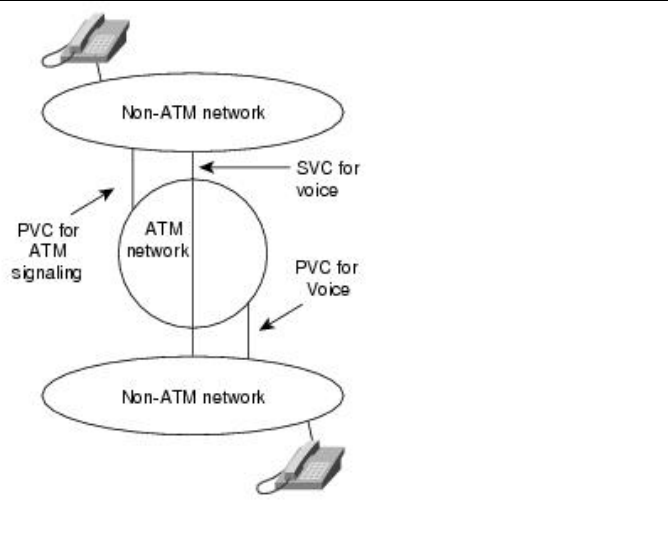 Non-ATM network
SVC for
voice
PVC for
ATM
signaling
ATM
network
PVC for
Voice
Non-ATM network